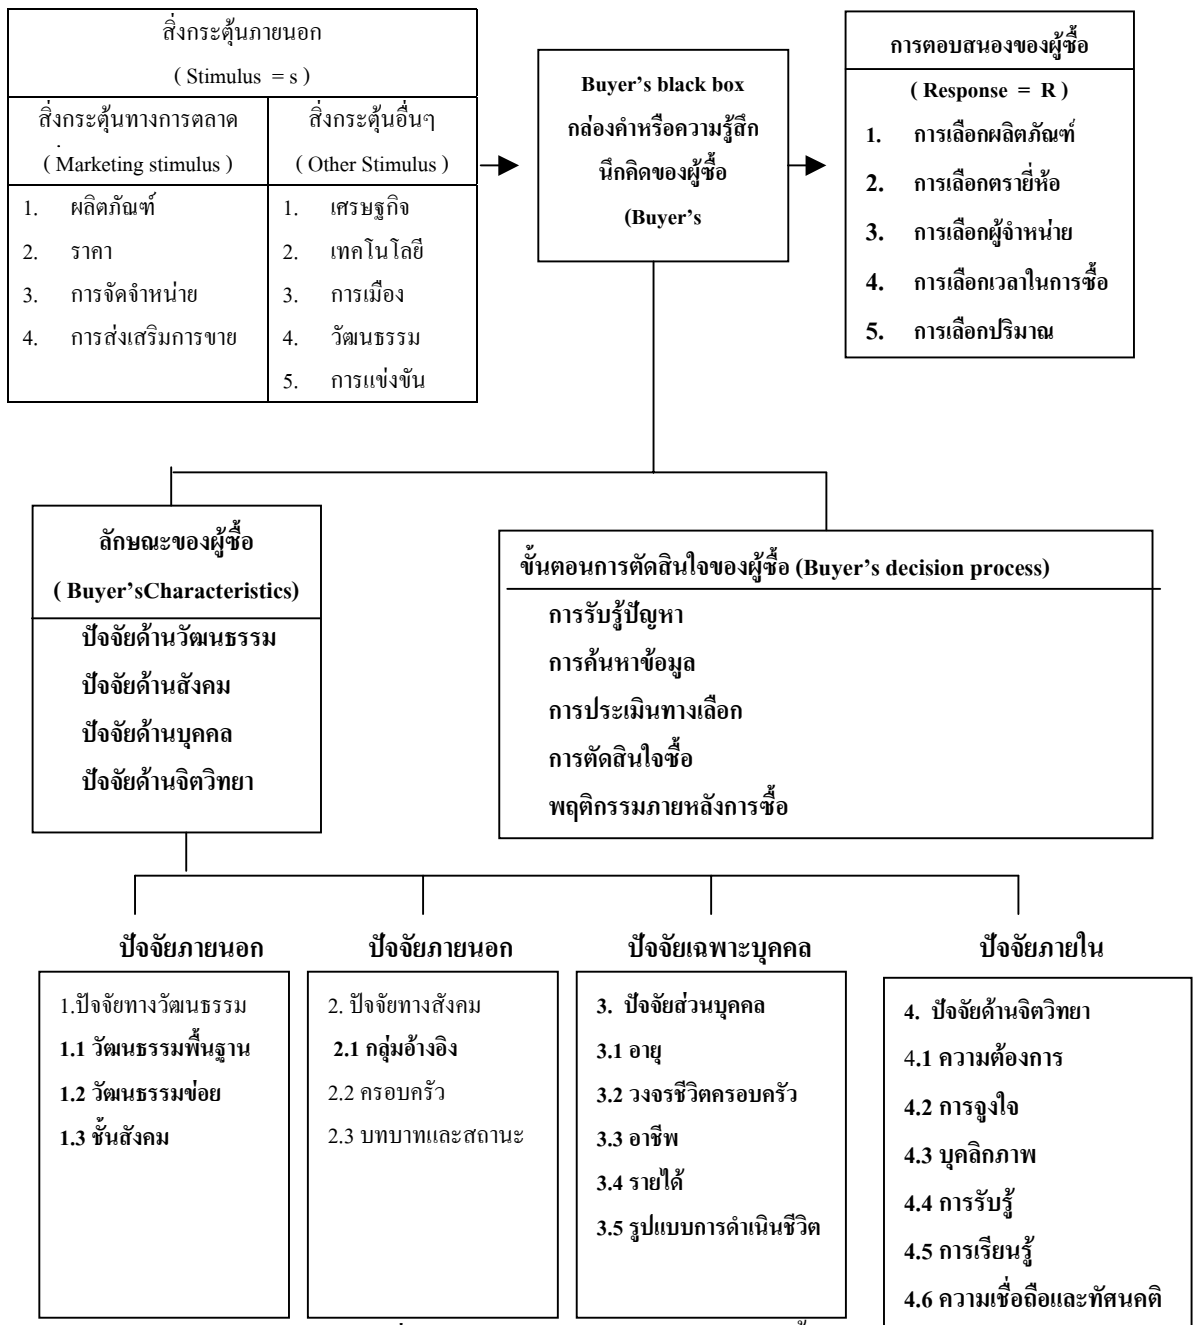 สิ่งกระตุ้นภายนอก
( Stimulus = s )
สิ่งกระตุ้นทางการตลาด
( Marketing stimulus )
1. ผลิตภัณฑ์
2. ราคา
3. การจัดจำหน่าย
4. การส่งเสริมการขาย
สิ่งกระตุ้นอื่นๆ
( Other Stimulus )
1. เศรษฐกิจ
2. เทคโนโลยี
3. การเมือง
4. วัฒนธรรม
5. การแข่งขัน
Buyer’s black box
กล่องดำหรือความรู้สึก
นึกคิดของผู้ซื้อ
(Buyer’s
การตอบสนองของผู้ซื้อ
( Response = R )
1. การเลือกผลิตภัณฑ์
2. การเลือกตรายี่ห้อ
3. การเลือกผู้จำหน่าย
4. การเลือกเวลาในการซื้อ
5. การเลือกปริมาณ
ลักษณะของผู้ซื้อ
( Buyer’sCharacteristics)
ปัจจัยด้านวัฒนธรรม
ปัจจัยด้านสังคม
ปัจจัยด้านบุคคล
ปัจจัยด้านจิตวิทยา
ขั้นตอนการตัดสินใจของผู้ซื้อ (Buyer’s decision process)
การรับรู้ปัญหา
การค้นหาข้อมูล
การประเมินทางเลือก
การตัดสินใจซื้อ
พฤติกรรมภายหลังการซื้อ
ปัจจัยภายนอก
1.ปัจจัยทางวัฒนธรรม
1.1 วัฒนธรรมพื้นฐาน
1.2 วัฒนธรรมข่อย
1.3 ชั้นสังคม
ปัจจัยภายนอก
2. ปัจจัยทางสังคม
2.1 กลุ่มอ้างอิง
2.2 ครอบครัว
2.3 บทบาทและสถานะ
ปัจจัยเฉพาะบุคคล
3. ปัจจัยส่วนบุคคล
3.1 อายุ
3.2 วงจรชีวิตครอบครัว
3.3 อาชีพ
3.4 รายได้
3.5 รูปแบบการดำเนินชีวิต
ปัจจัยภายใน
4. ปัจจัยด้านจิตวิทยา
4.1 ความต้องการ
4.2 การจูงใจ
4.3 บุคลิกภาพ
4.4 การรับรู้
4.5 การเรียนรู้
4.6 ความเชื่อถือและทัศนคติ